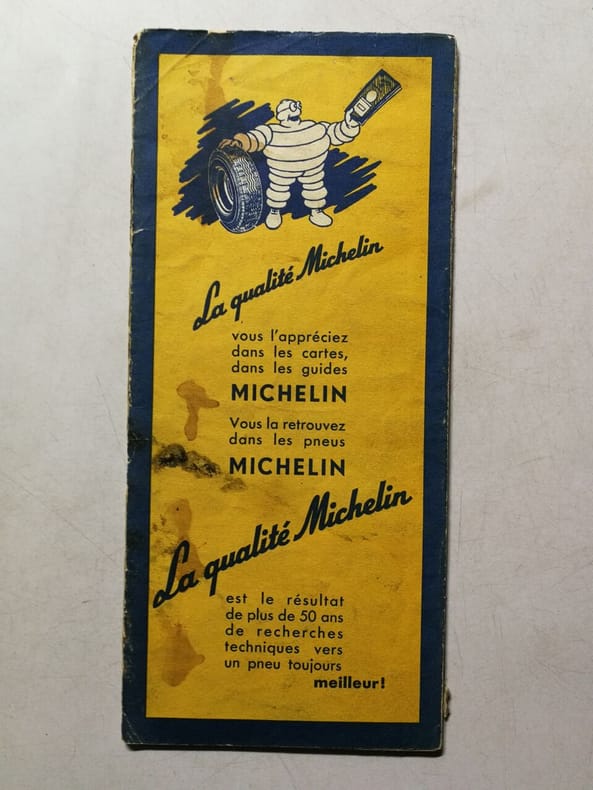 La qualité Michelin
vous l'appréciez
dans les cartes,
dans les guides
MICHELIN
Vous la retrouvez
dans les pneus
MICHELIN
La qualité Michelin
est le résultat
de plus de 50 ans
de recherches
techniques vers
un pneu toujours
meilleur!